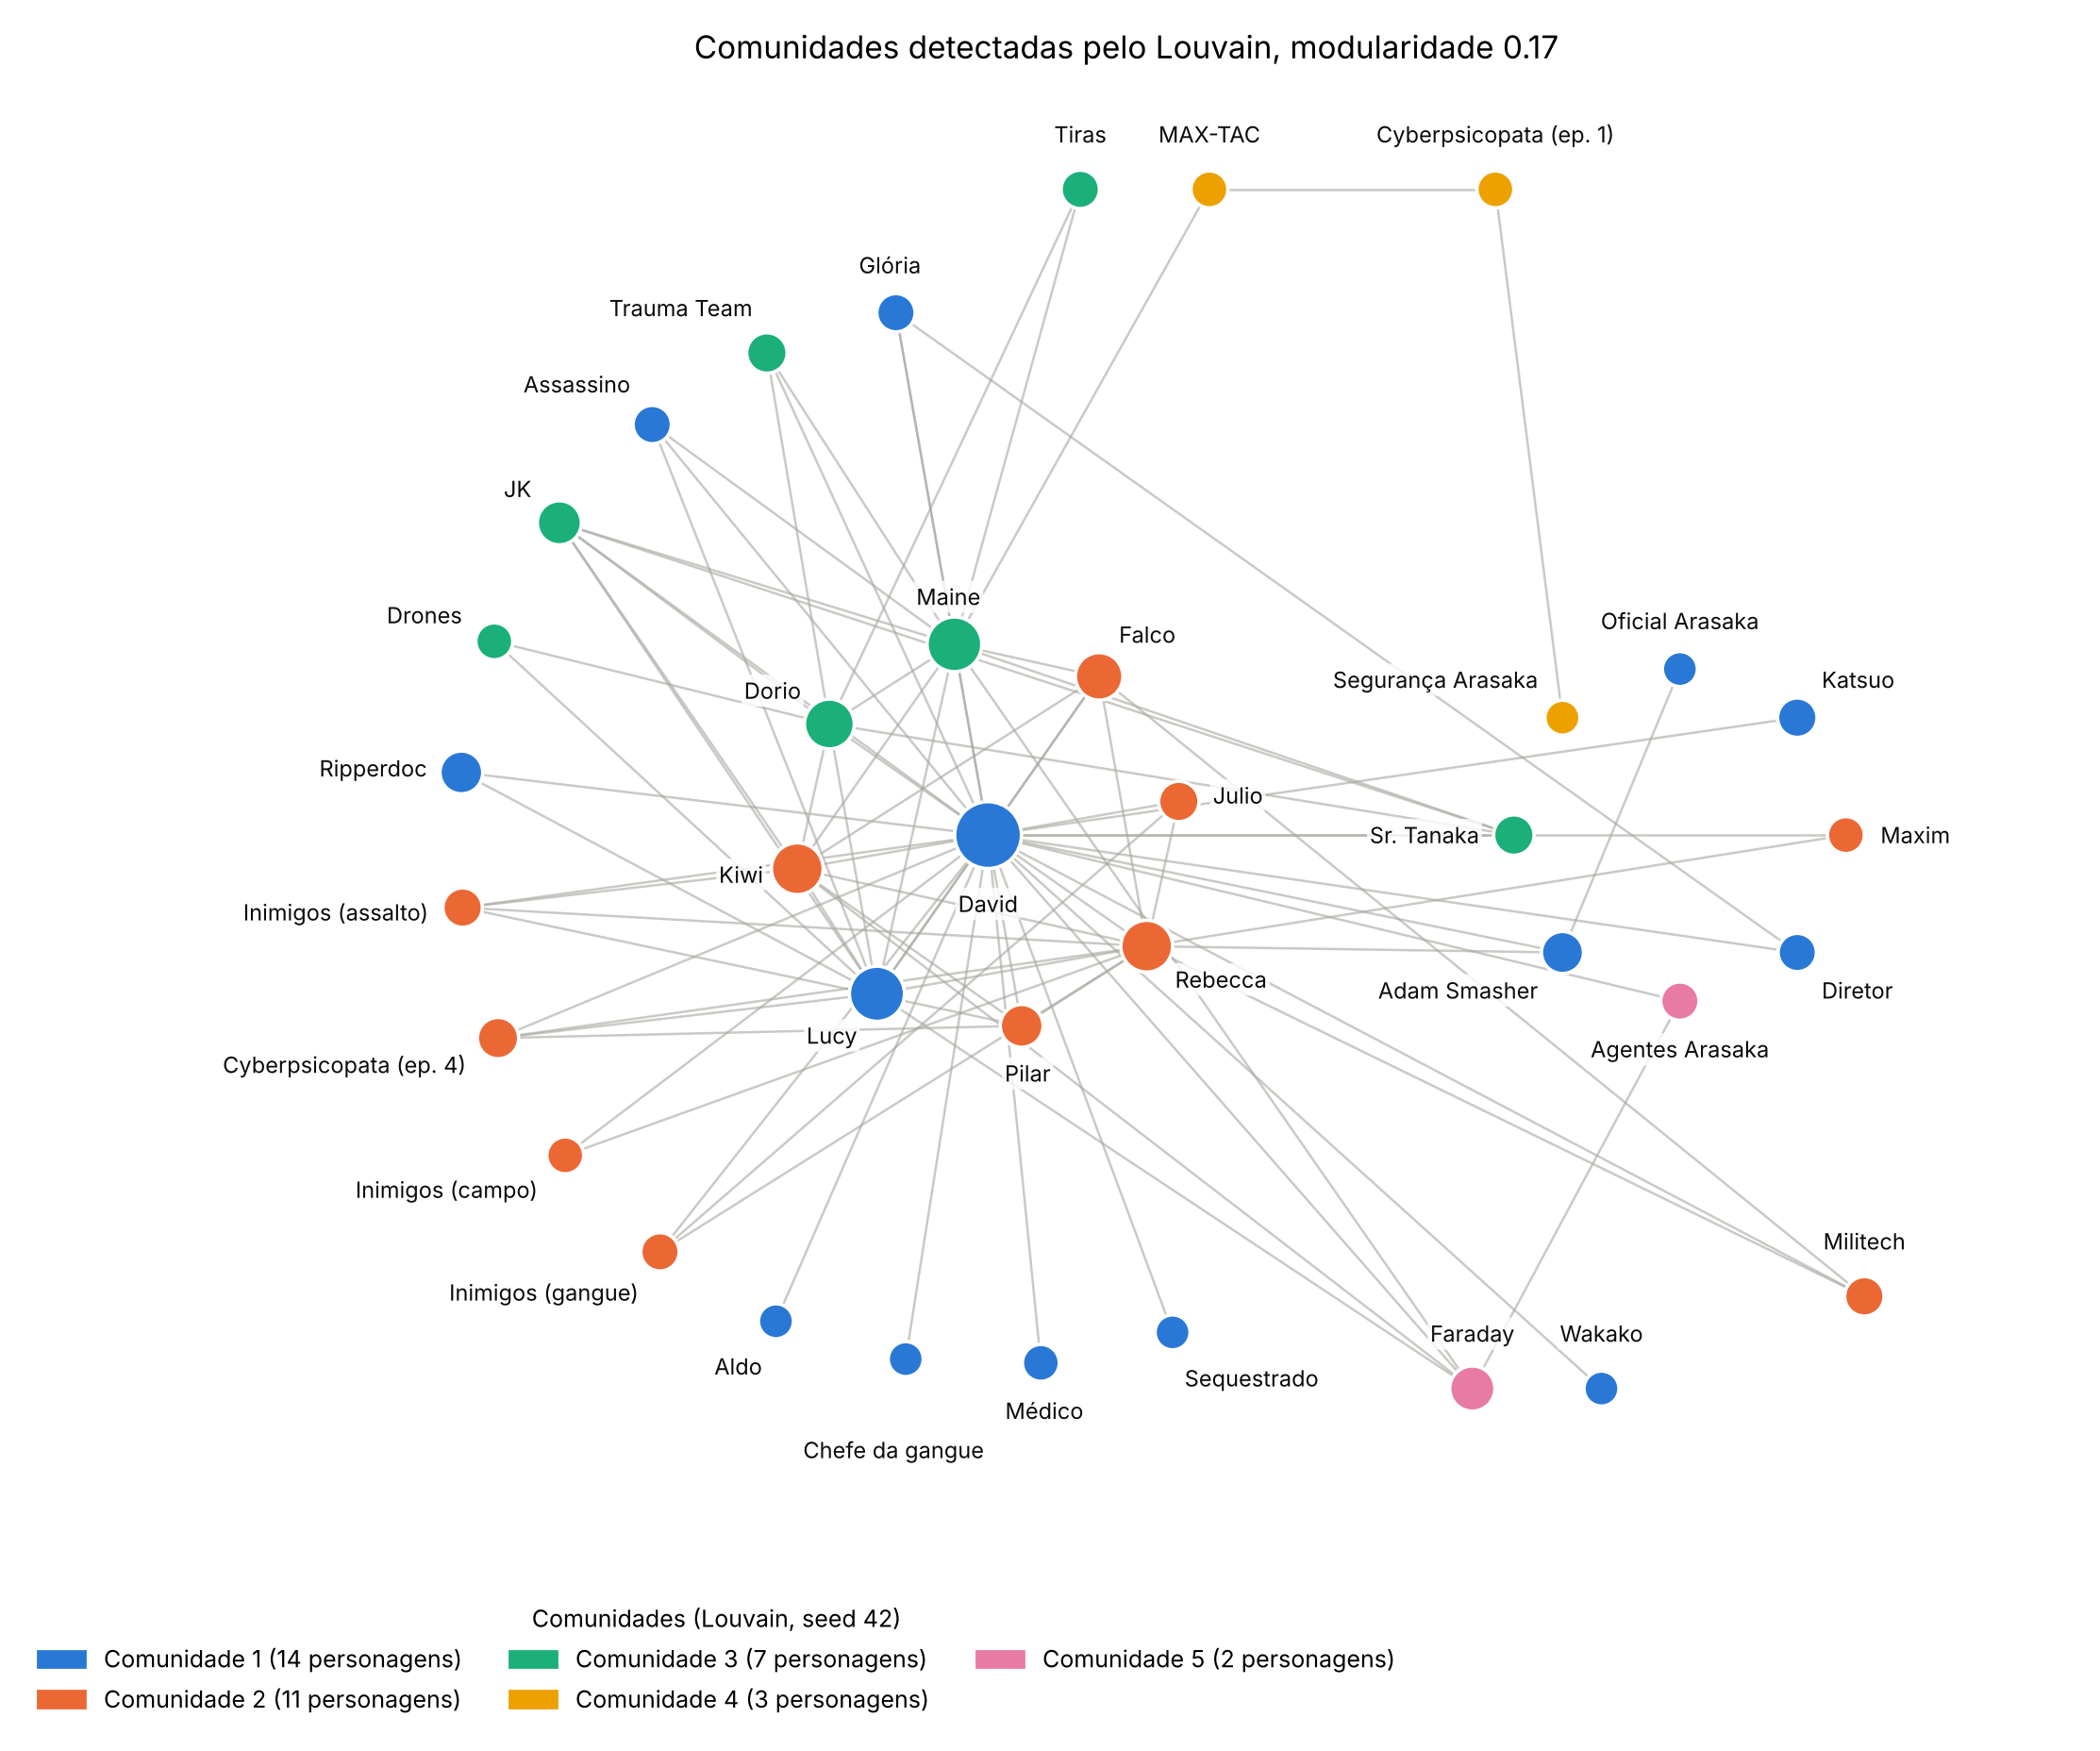 Comunidades detectadas pelo Louvain, modularidade 0.17
Tiras
MAX-TAC
Cyberpsicopata (ep. 1)
Glória
Trauma Team
Assassino
JK
Maine
Drones
Falco
Oficial Arasaka
Segurança Arasaka
Katsuo
Dorio
Ripperdoc
Julio
Sr. Tanaka
Maxim
Kiwi
David
Inimigos (assalto)
Rebecca
Adam Smasher
Diretor
Lucy
Agentes Arasaka
Cyberpsicopata (ep. 4)
Pilar
Inimigos (campo)
Militech
Inimigos (gangue)
Faraday
Wakako
Aldo
Sequestrado
Médico
Chefe da gangue
Comunidades (Louvain, seed 42)
Comunidade 1 (14 personagens)
Comunidade 2 (11 personagens)
Comunidade 3 (7 personagens)
Comunidade 4 (3 personagens)
Comunidade 5 (2 personagens)